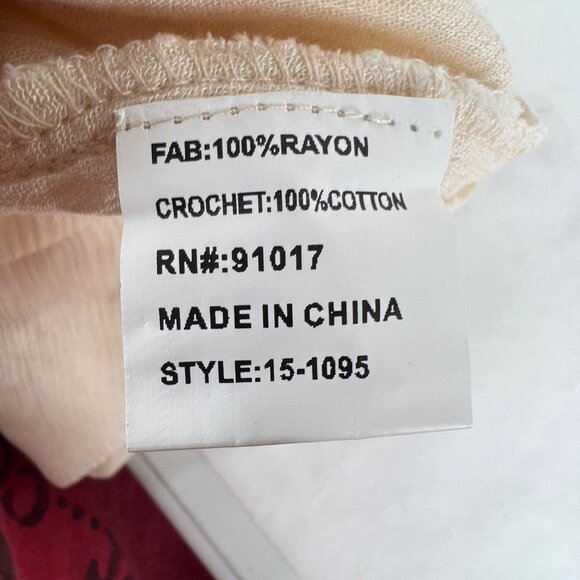 FAB:100%RAYON
CROCHET:100%COTTON
RN#:91017
MADE IN CHINA
STYLE:15-1095